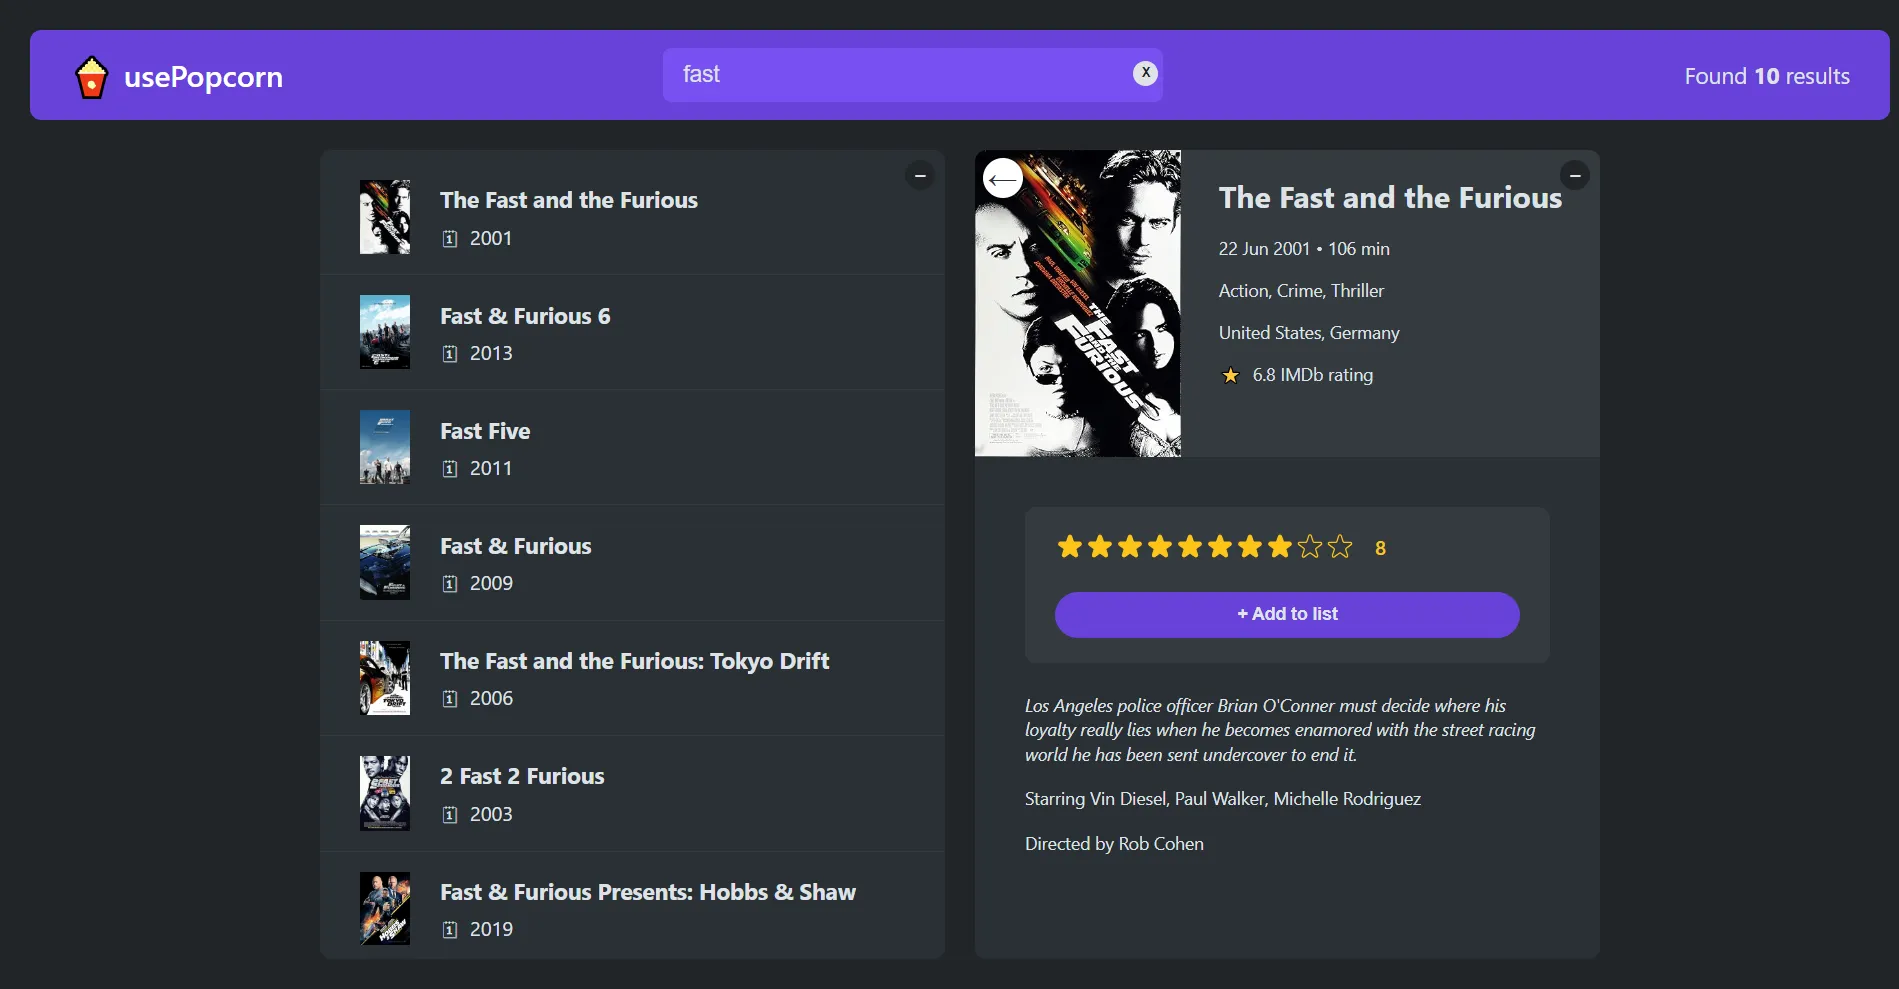 usePopcorn
fast
X
Found 10 results
The Fast and the Furious
2001
Fast & Furious 6
2013
Fast Five
2011
Fast & Furious
2009
The Fast and the Furious: Tokyo Drift
2006
2 Fast 2 Furious
2003
Fast & Furious Presents: Hobbs & Shaw
2019
THE
FAST
AND THE
FURIOUS
The Fast and the Furious
22 Jun 2001 • 106 min
Action, Crime, Thriller
United States, Germany
6.8 IMDb rating
8
+ Add to list
Los Angeles police officer Brian O'Conner must decide where his
loyalty really lies when he becomes enamored with the street racing
world he has been sent undercover to end it.
Starring Vin Diesel, Paul Walker, Michelle Rodriguez
Directed by Rob Cohen